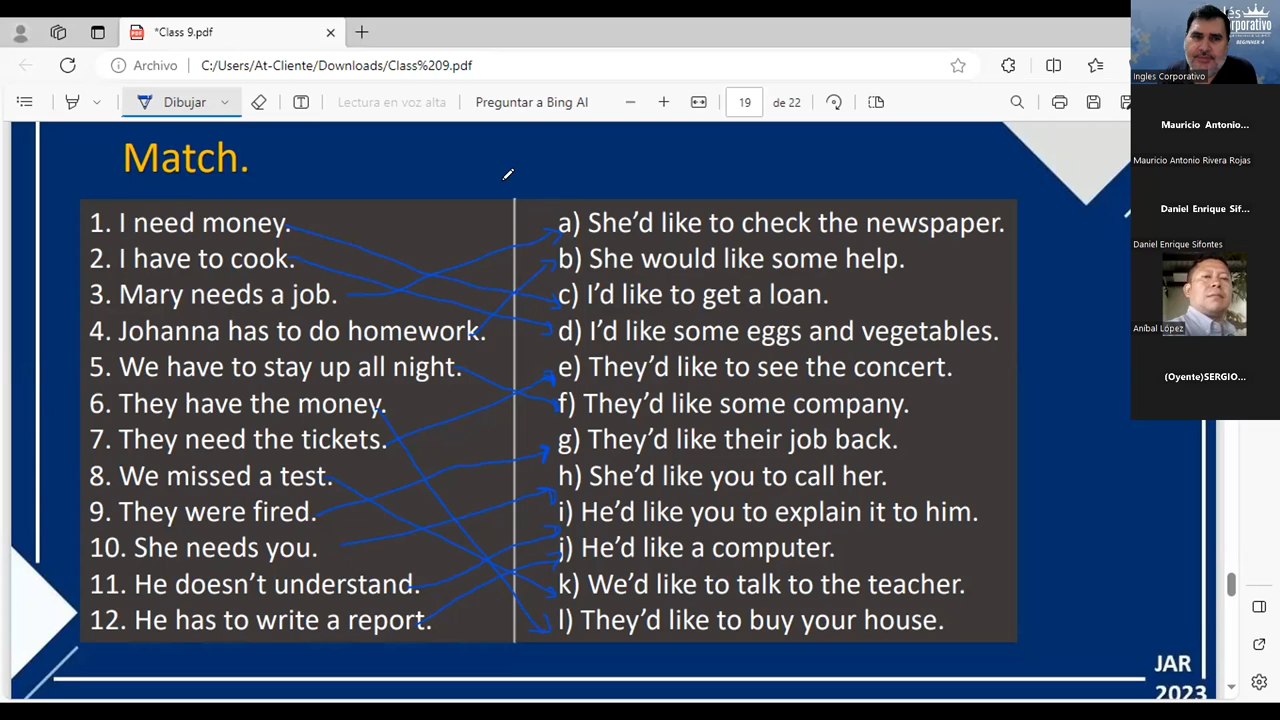 *Class 9.pdf
Archivo
C:/Users/At-Cliente/Downloads/Class%209.pdf
Dibujar
Lectura en voz alta
Preguntar a Bing AI
19
de 22
Match.
1. I need money.
2. I have to cook.
3. Mary needs a job.
4. Johanna has to do homework.
5. We have to stay up all night.
6. They have the money.
7. They need the tickets.
8. We missed a test.
9. They were fired.
10. She needs you.
11. He doesn't understand.
12. He has to write a report.
a) She'd like to check the newspaper.
b) She would like some help.
c) I'd like to get a loan.
d) I'd like some eggs and vegetables.
e) They'd like to see the concert.
f) They'd like some company.
g) They'd like their job back.
h) She'd like you to call her.
i) He'd like you to explain it to him.
j) He'd like a computer.
k) We'd like to talk to the teacher.
l) They'd like to buy your house.
JAR
2023
BEGINNER 4
Ingles Corporativo
Mauricio Antonio...
Mauricio Antonio Rivera Rojas
Daniel Enrique Sif...
Daniel Enrique Sifontes
Aníbal López
(Oyente)SERGIO...